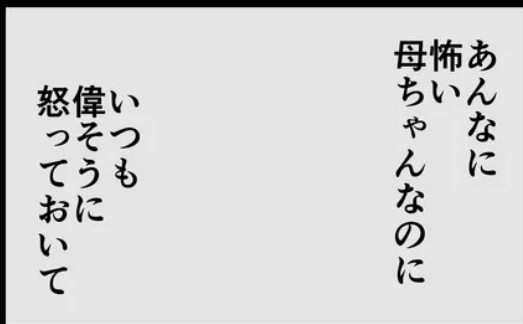 あんなに
怖い
母ちゃんなのに
いつも
偉そうに
怒っておいて